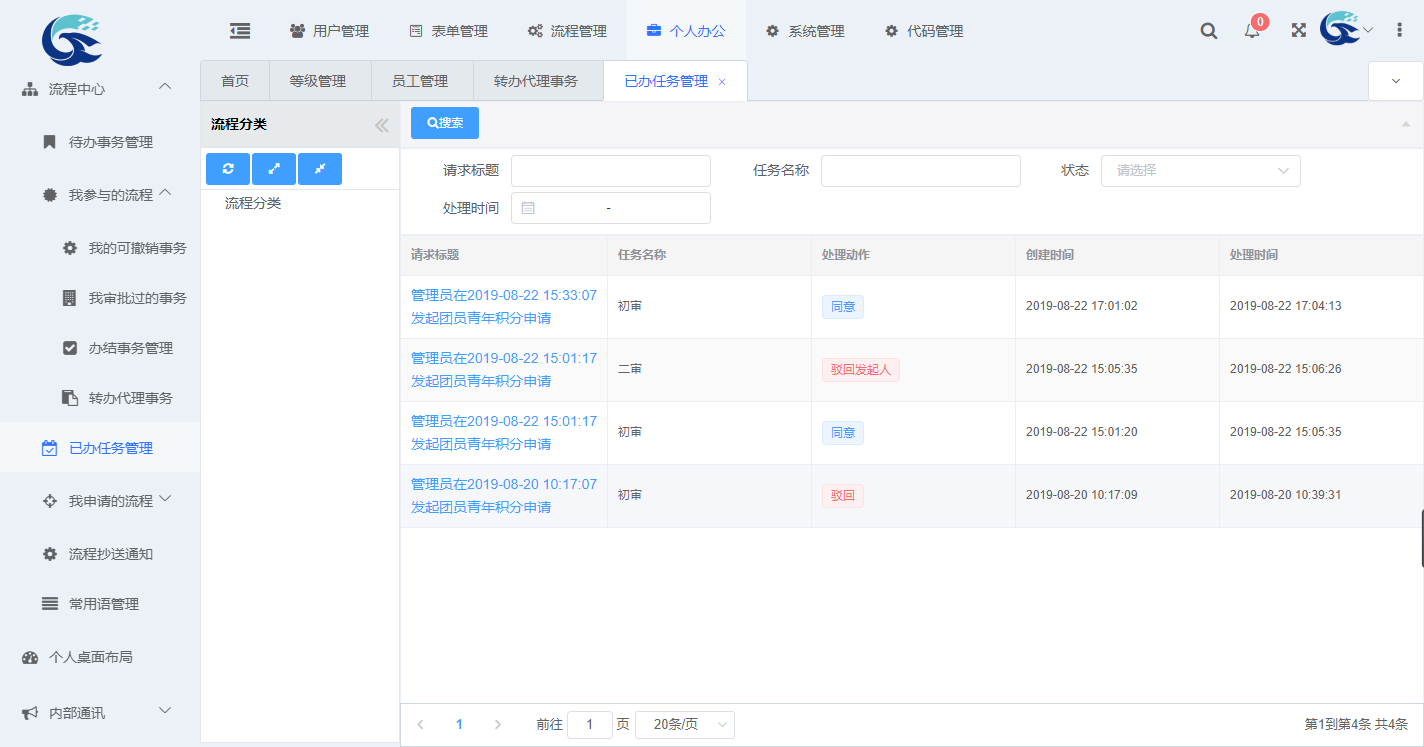 用户管理
表单管理
流程管理
个人办公
系统管理
代码管理
0
首页
等级管理
员工管理
转办代理事务
已办任务管理 ×
流程中心
待办事务管理
我参与的流程
我的可撤销事务
我审批过的事务
办结事务管理
转办代理事务
已办任务管理
我申请的流程
流程抄送通知
常用语管理
个人桌面布局
内部通讯
流程分类
流程分类
搜索
请求标题
任务名称
状态 请选择
处理时间 -
请求标题 任务名称 处理动作 创建时间 处理时间
管理员在2019-08-22 15:33:07
发起团员青年积分申请
初审 同意 2019-08-22 17:01:02 2019-08-22 17:04:13
管理员在2019-08-22 15:01:17
发起团员青年积分申请
二审 驳回发起人 2019-08-22 15:05:35 2019-08-22 15:06:26
管理员在2019-08-22 15:01:17
发起团员青年积分申请
初审 同意 2019-08-22 15:01:20 2019-08-22 15:05:35
管理员在2019-08-20 10:17:07
发起团员青年积分申请
初审 驳回 2019-08-20 10:17:09 2019-08-20 10:39:31
1 前往 1 页 20条/页
第1到第4条 共4条